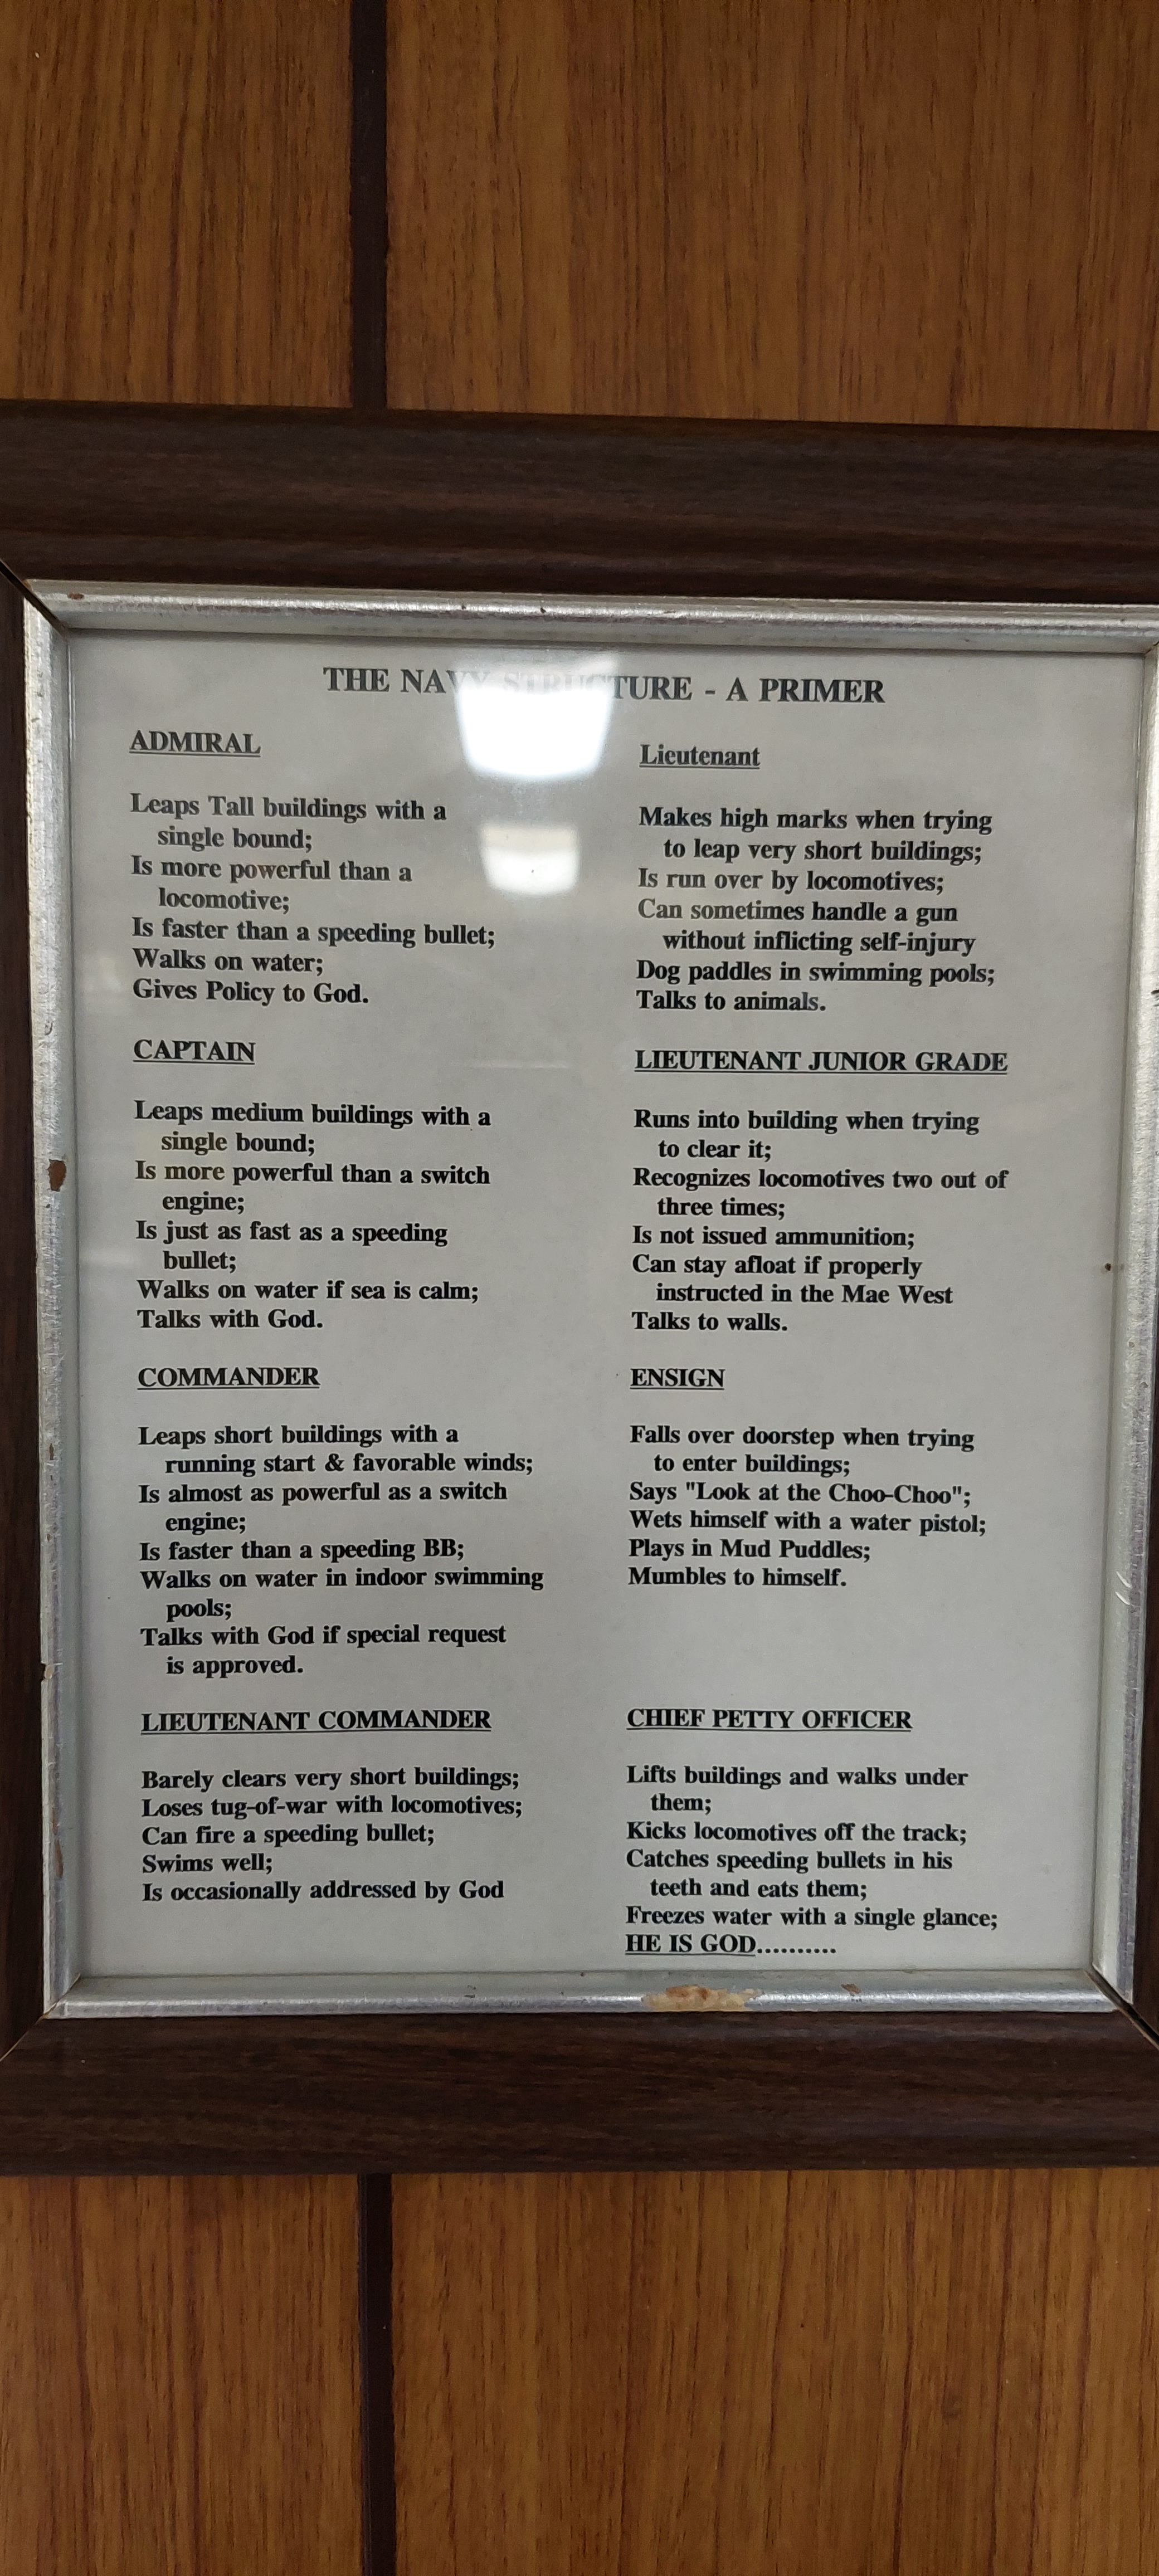 THE NAVY STRUCTURE - A PRIMER
ADMIRAL
Leaps Tall buildings with a
single bound;
Is more powerful than a
locomotive;
Is faster than a speeding bullet;
Walks on water;
Gives Policy to God.
CAPTAIN
Leaps medium buildings with a
single bound;
Is more powerful than a switch
engine;
Is just as fast as a speeding
bullet;
Walks on water if sea is calm;
Talks with God.
COMMANDER
Leaps short buildings with a
running start & favorable winds;
Is almost as powerful as a switch
engine;
Is faster than a speeding BB;
Walks on water in indoor swimming
pools;
Talks with God if special request
is approved.
LIEUTENANT COMMANDER
Barely clears very short buildings;
Loses tug-of-war with locomotives;
Can fire a speeding bullet;
Swims well;
Is occasionally addressed by God
Lieutenant
Makes high marks when trying
to leap very short buildings;
Is run over by locomotives;
Can sometimes handle a gun
without inflicting self-injury
Dog paddles in swimming pools;
Talks to animals.
LIEUTENANT JUNIOR GRADE
Runs into building when trying
to clear it;
Recognizes locomotives two out of
three times;
Is not issued ammunition;
Can stay afloat if properly
instructed in the Mae West
Talks to walls.
ENSIGN
Falls over doorstep when trying
to enter buildings;
Says "Look at the Choo-Choo";
Wets himself with a water pistol;
Plays in Mud Puddles;
Mumbles to himself.
CHIEF PETTY OFFICER
Lifts buildings and walks under
them;
Kicks locomotives off the track;
Catches speeding bullets in his
teeth and eats them;
Freezes water with a single glance;
HE IS GOD..........